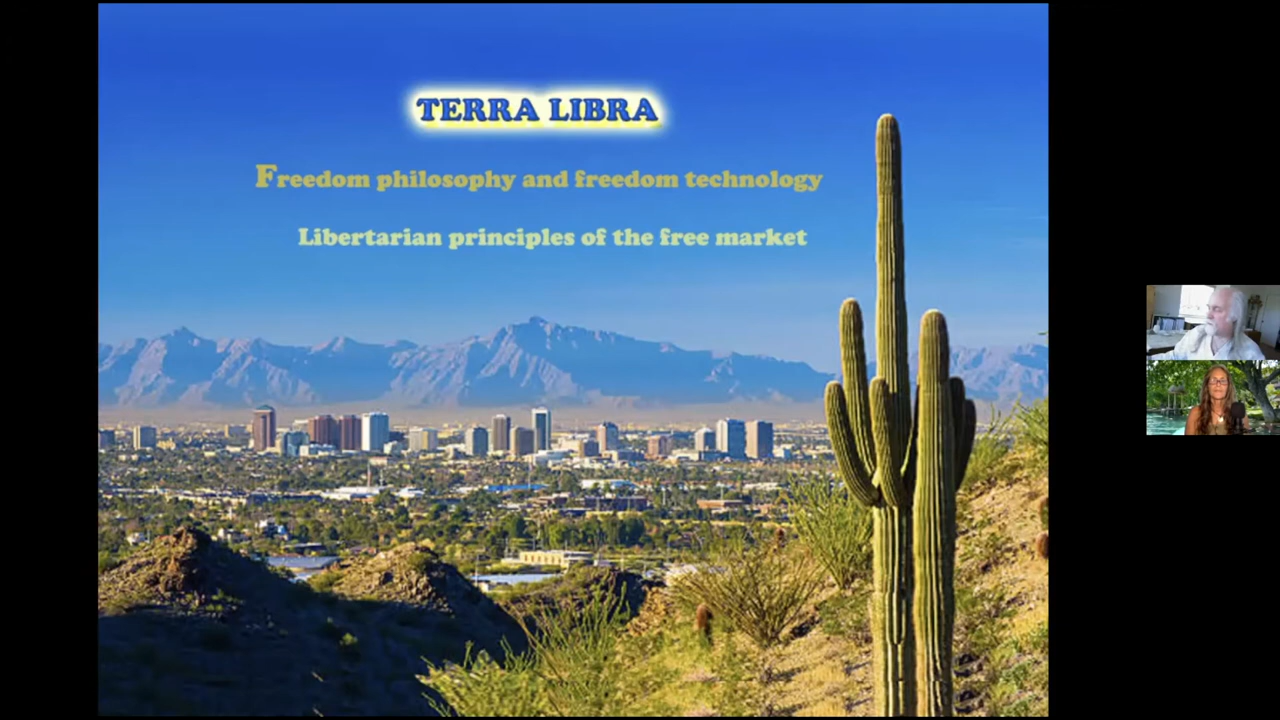 TERRA LIBRA
Freedom philosophy and freedom technology
Libertarian principles of the free market